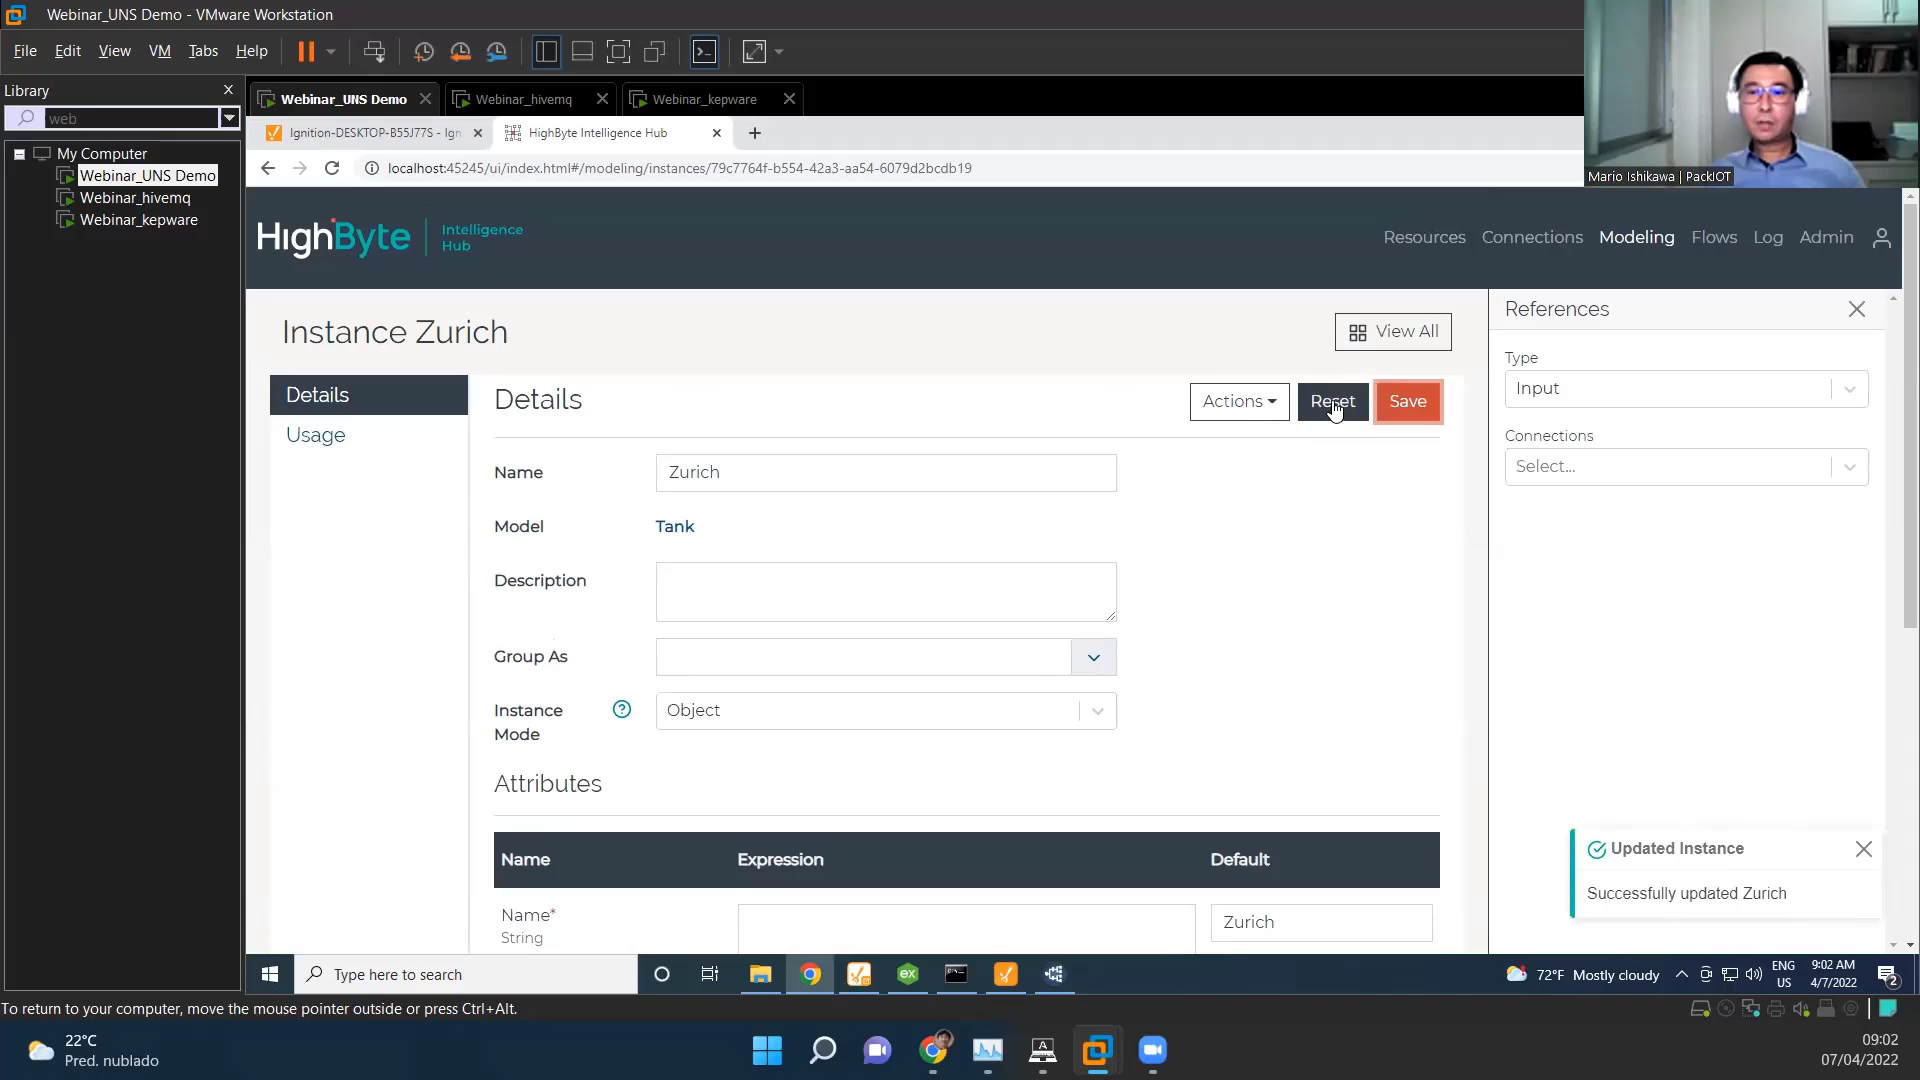 Webinar_UNS Demo - VMware Workstation
File Edit View VM Tabs Help
Library
web
My Computer
Webinar_UNS Demo
Webinar_hivemq
Webinar_kepware
Webinar_UNS Demo
Webinar_hivemq
Webinar_kepware
Ignition-DESKTOP-B55J77S - Ign
HighByte Intelligence Hub
localhost:45245/ui/index.html#/modeling/instances/79c7764f-b554-42a3-aa54-6079d2bcdb19
Mario Ishikawa | PackIOT
HighByte
Intelligence
Hub
Resources Connections Modeling Flows Log Admin
Instance Zurich
View All
Details
Usage
Details
Actions
Reset
Save
Name
Zurich
Model
Tank
Description
Group As
Instance
Mode
Object
Attributes
Name Expression Default
Name*
String
Zurich
References
Type
Input
Connections
Select...
Updated Instance
Successfully updated Zurich
Type here to search
ex
72°F Mostly cloudy
ENG
US
9:02 AM
4/7/2022
2
To return to your computer, move the mouse pointer outside or press Ctrl+Alt.
22°C
Pred. nublado
A
09:02
07/04/2022